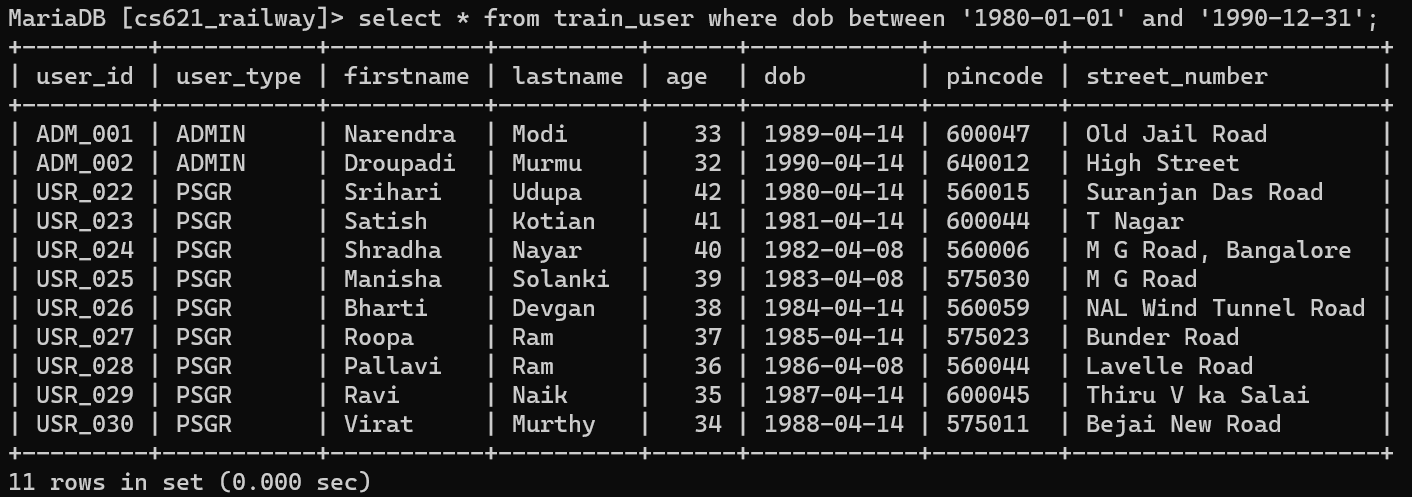 MariaDB [cs621_railway]> select * from train_user where dob between '1980-01-01' and '1990-12-31';
+---------+-----------+-----------+----------+------+------------+---------+----------------------+
| user_id | user_type | firstname | lastname | age  | dob        | pincode | street_number        |
+---------+-----------+-----------+----------+------+------------+---------+----------------------+
| ADM_001 | ADMIN     | Narendra  | Modi     |   33 | 1989-04-14 | 600047  | Old Jail Road        |
| ADM_002 | ADMIN     | Droupadi  | Murmu    |   32 | 1990-04-14 | 640012  | High Street          |
| USR_022 | PSGR      | Srihari   | Udupa    |   42 | 1980-04-14 | 560015  | Suranjan Das Road    |
| USR_023 | PSGR      | Satish    | Kotian   |   41 | 1981-04-14 | 600044  | T Nagar              |
| USR_024 | PSGR      | Shradha   | Nayar    |   40 | 1982-04-08 | 560006  | M G Road, Bangalore  |
| USR_025 | PSGR      | Manisha   | Solanki  |   39 | 1983-04-08 | 575030  | M G Road             |
| USR_026 | PSGR      | Bharti    | Devgan   |   38 | 1984-04-14 | 560059  | NAL Wind Tunnel Road |
| USR_027 | PSGR      | Roopa     | Ram      |   37 | 1985-04-14 | 575023  | Bunder Road          |
| USR_028 | PSGR      | Pallavi   | Ram      |   36 | 1986-04-08 | 560044  | Lavelle Road         |
| USR_029 | PSGR      | Ravi      | Naik     |   35 | 1987-04-14 | 600045  | Thiru V ka Salai     |
| USR_030 | PSGR      | Virat     | Murthy   |   34 | 1988-04-14 | 575011  | Bejai New Road       |
+---------+-----------+-----------+----------+------+------------+---------+----------------------+
11 rows in set (0.000 sec)